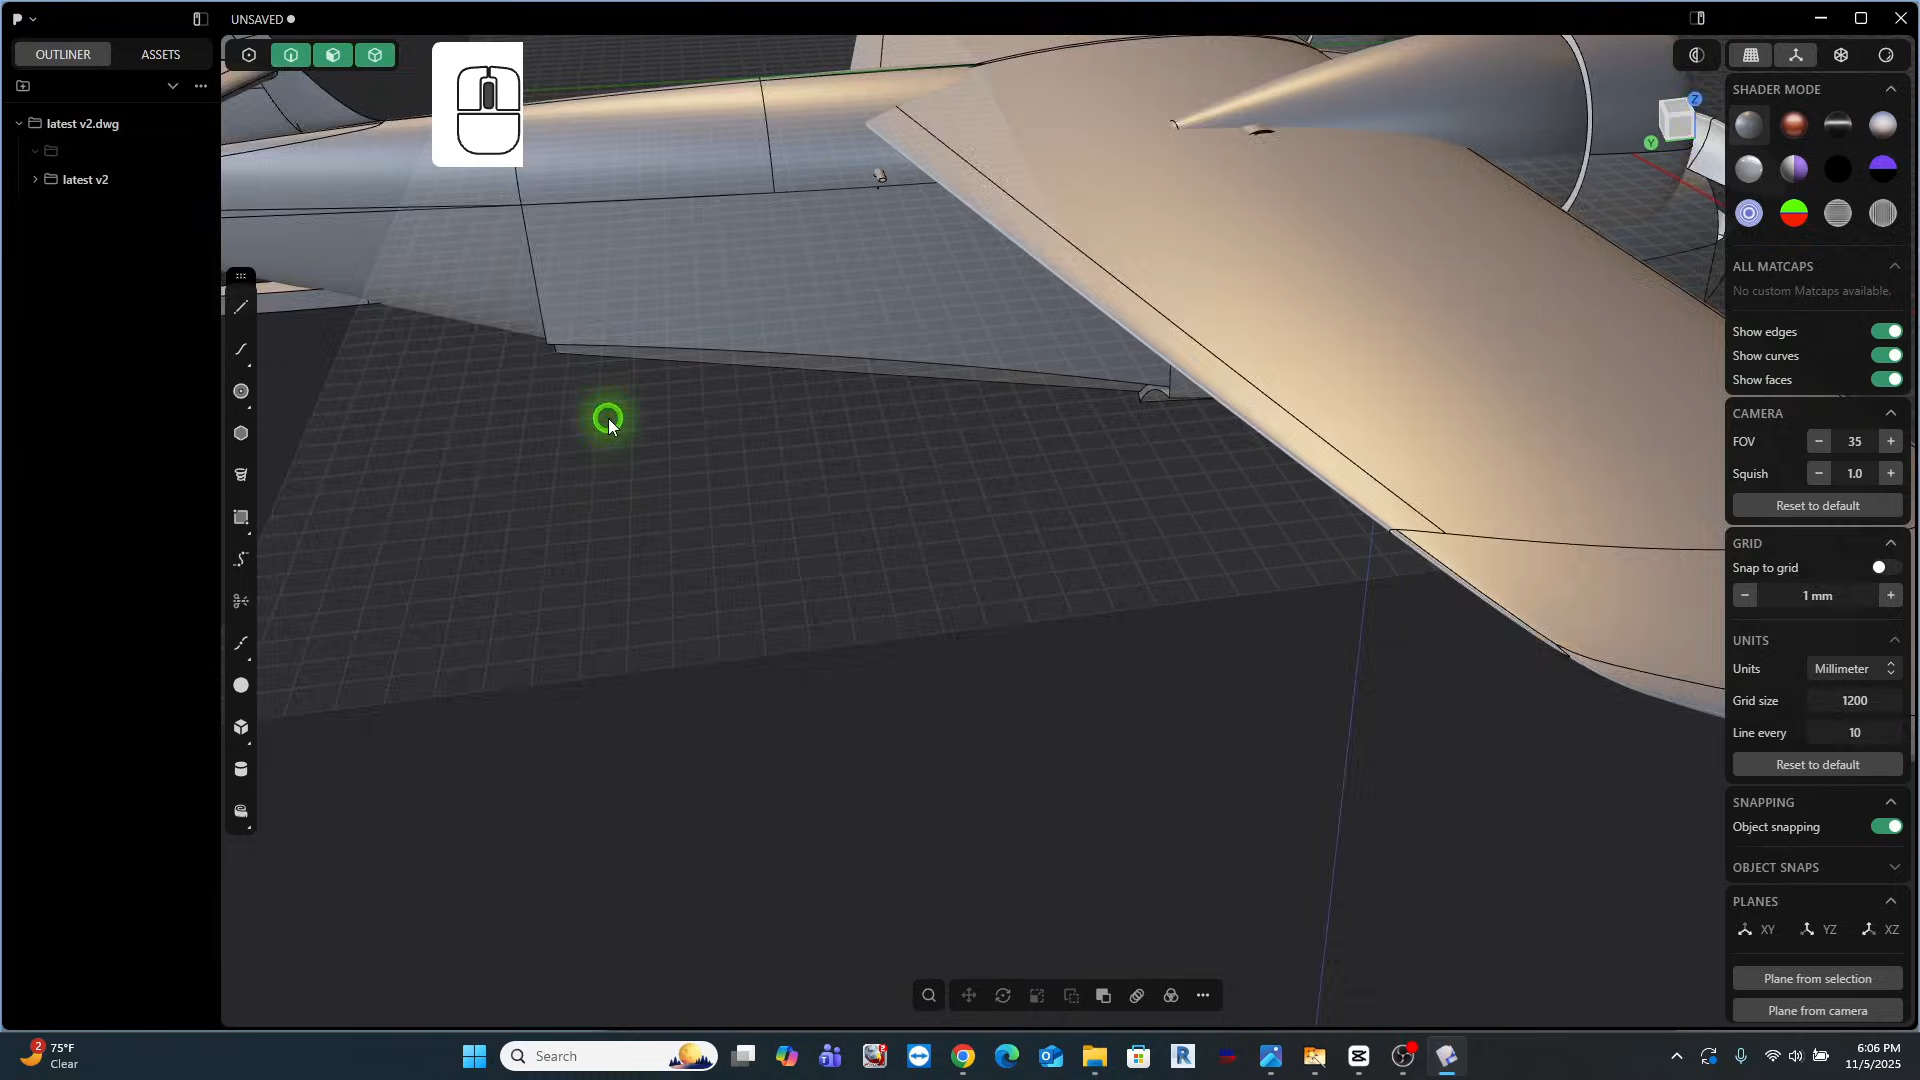 UNSAVED
OUTLINER
ASSETS
latest v2.dwg
latest v2
SHADER MODE
ALL MATCAPS
No custom Matcaps available.
Show edges
Show curves
Show faces
CAMERA
FOV
35
Squish
1.0
Reset to default
GRID
Snap to grid
1 mm
UNITS
Units
Millimeter
Grid size
1200
Line every
10
Reset to default
SNAPPING
Object snapping
OBJECT SNAPS
PLANES
XY
YZ
XZ
Plane from selection
Plane from camera
Z
Y
2
75°F
Clear
Search
R
6:06 PM
11/5/2025